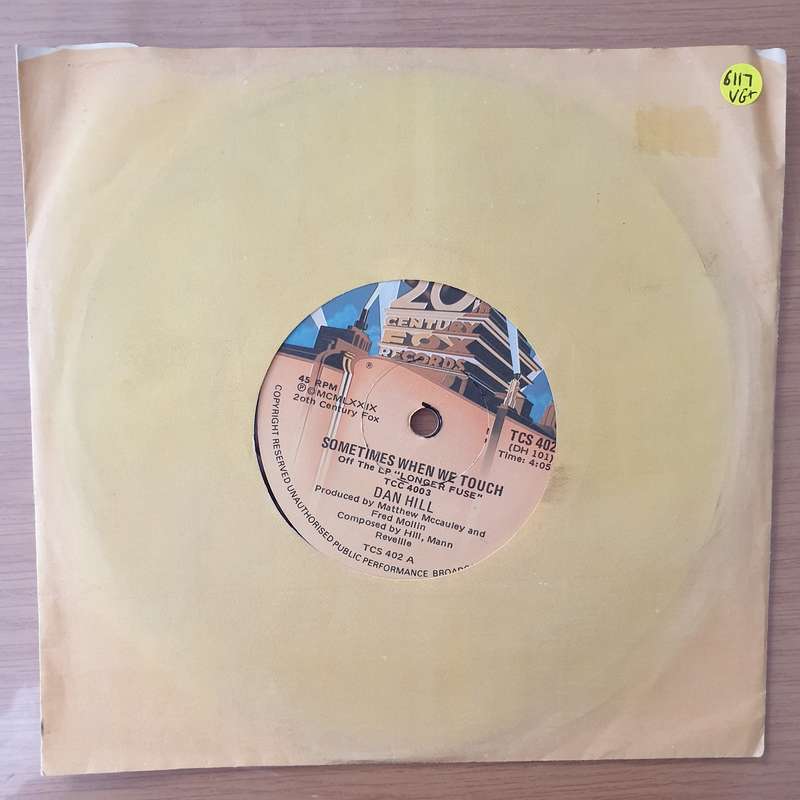 6117
VG+
20th
CENTURY
FOX
RECORDS
®
45 RPM
Ⓟ©MCMLXXIX
20th Century Fox
TCS 402
(DH 101)
Time: 4:05
SOMETIMES WHEN WE TOUCH
Off The LP "LONGER FUSE"
TCC 4003
DAN HILL
Produced by Matthew Mccauley and
Fred Mollin
Composed by Hill, Mann
Reveille
TCS 402 A
COPYRIGHT RESERVED UNAUTHORISED PUBLIC PERFORMANCE